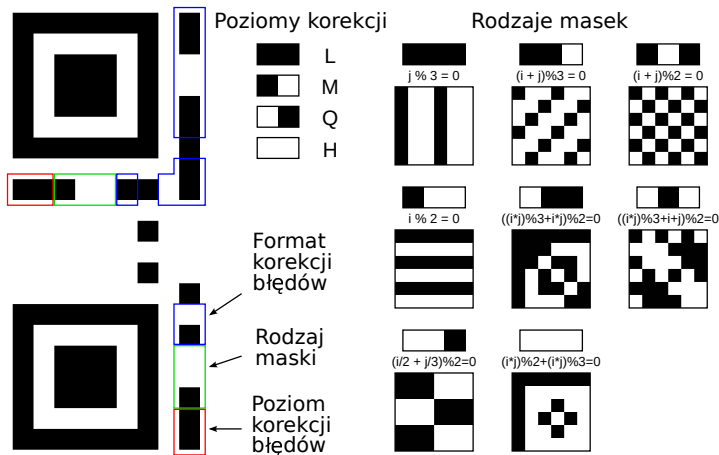 Poziomy korekcji
L
M
Q
H
Rodzaje masek
j % 3 = 0
(i + j)%3 = 0
(i + j)%2 = 0
i % 2 = 0
((i*j)%3+i*j)%2=0
((i*j)%3+i+j)%2=0
(i/2 + j/3)%2=0
(i*j)%2+(i*j)%3=0
Format
korekcji
błędów
Rodzaj
maski
Poziom
korekcji
błędów